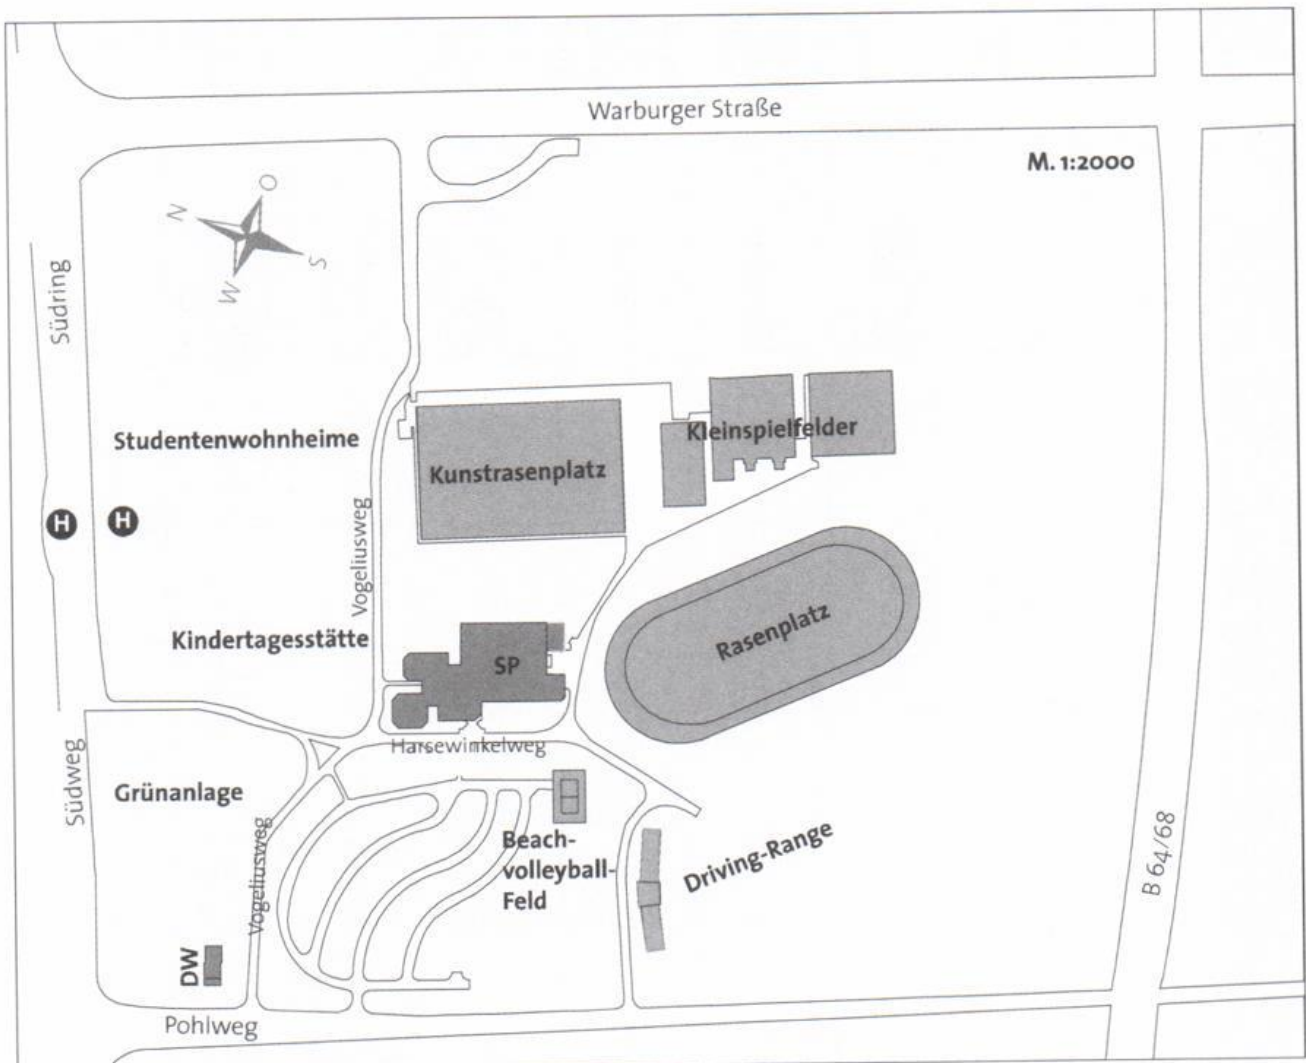 Warburger Straße
M. 1:2000
O
N
S
W
Südring
Studentenwohnheime
Kleinspielfelder
Kunstrasenplatz
H
H
Vogeliusweg
Kindertagesstätte
SP
Rasenplatz
Harsewinkelweg
Südweg
Grünanlage
Vogeliusweg
Beach-
volleyball-
Feld
Driving-Range
B 64/68
DW
Pohlweg